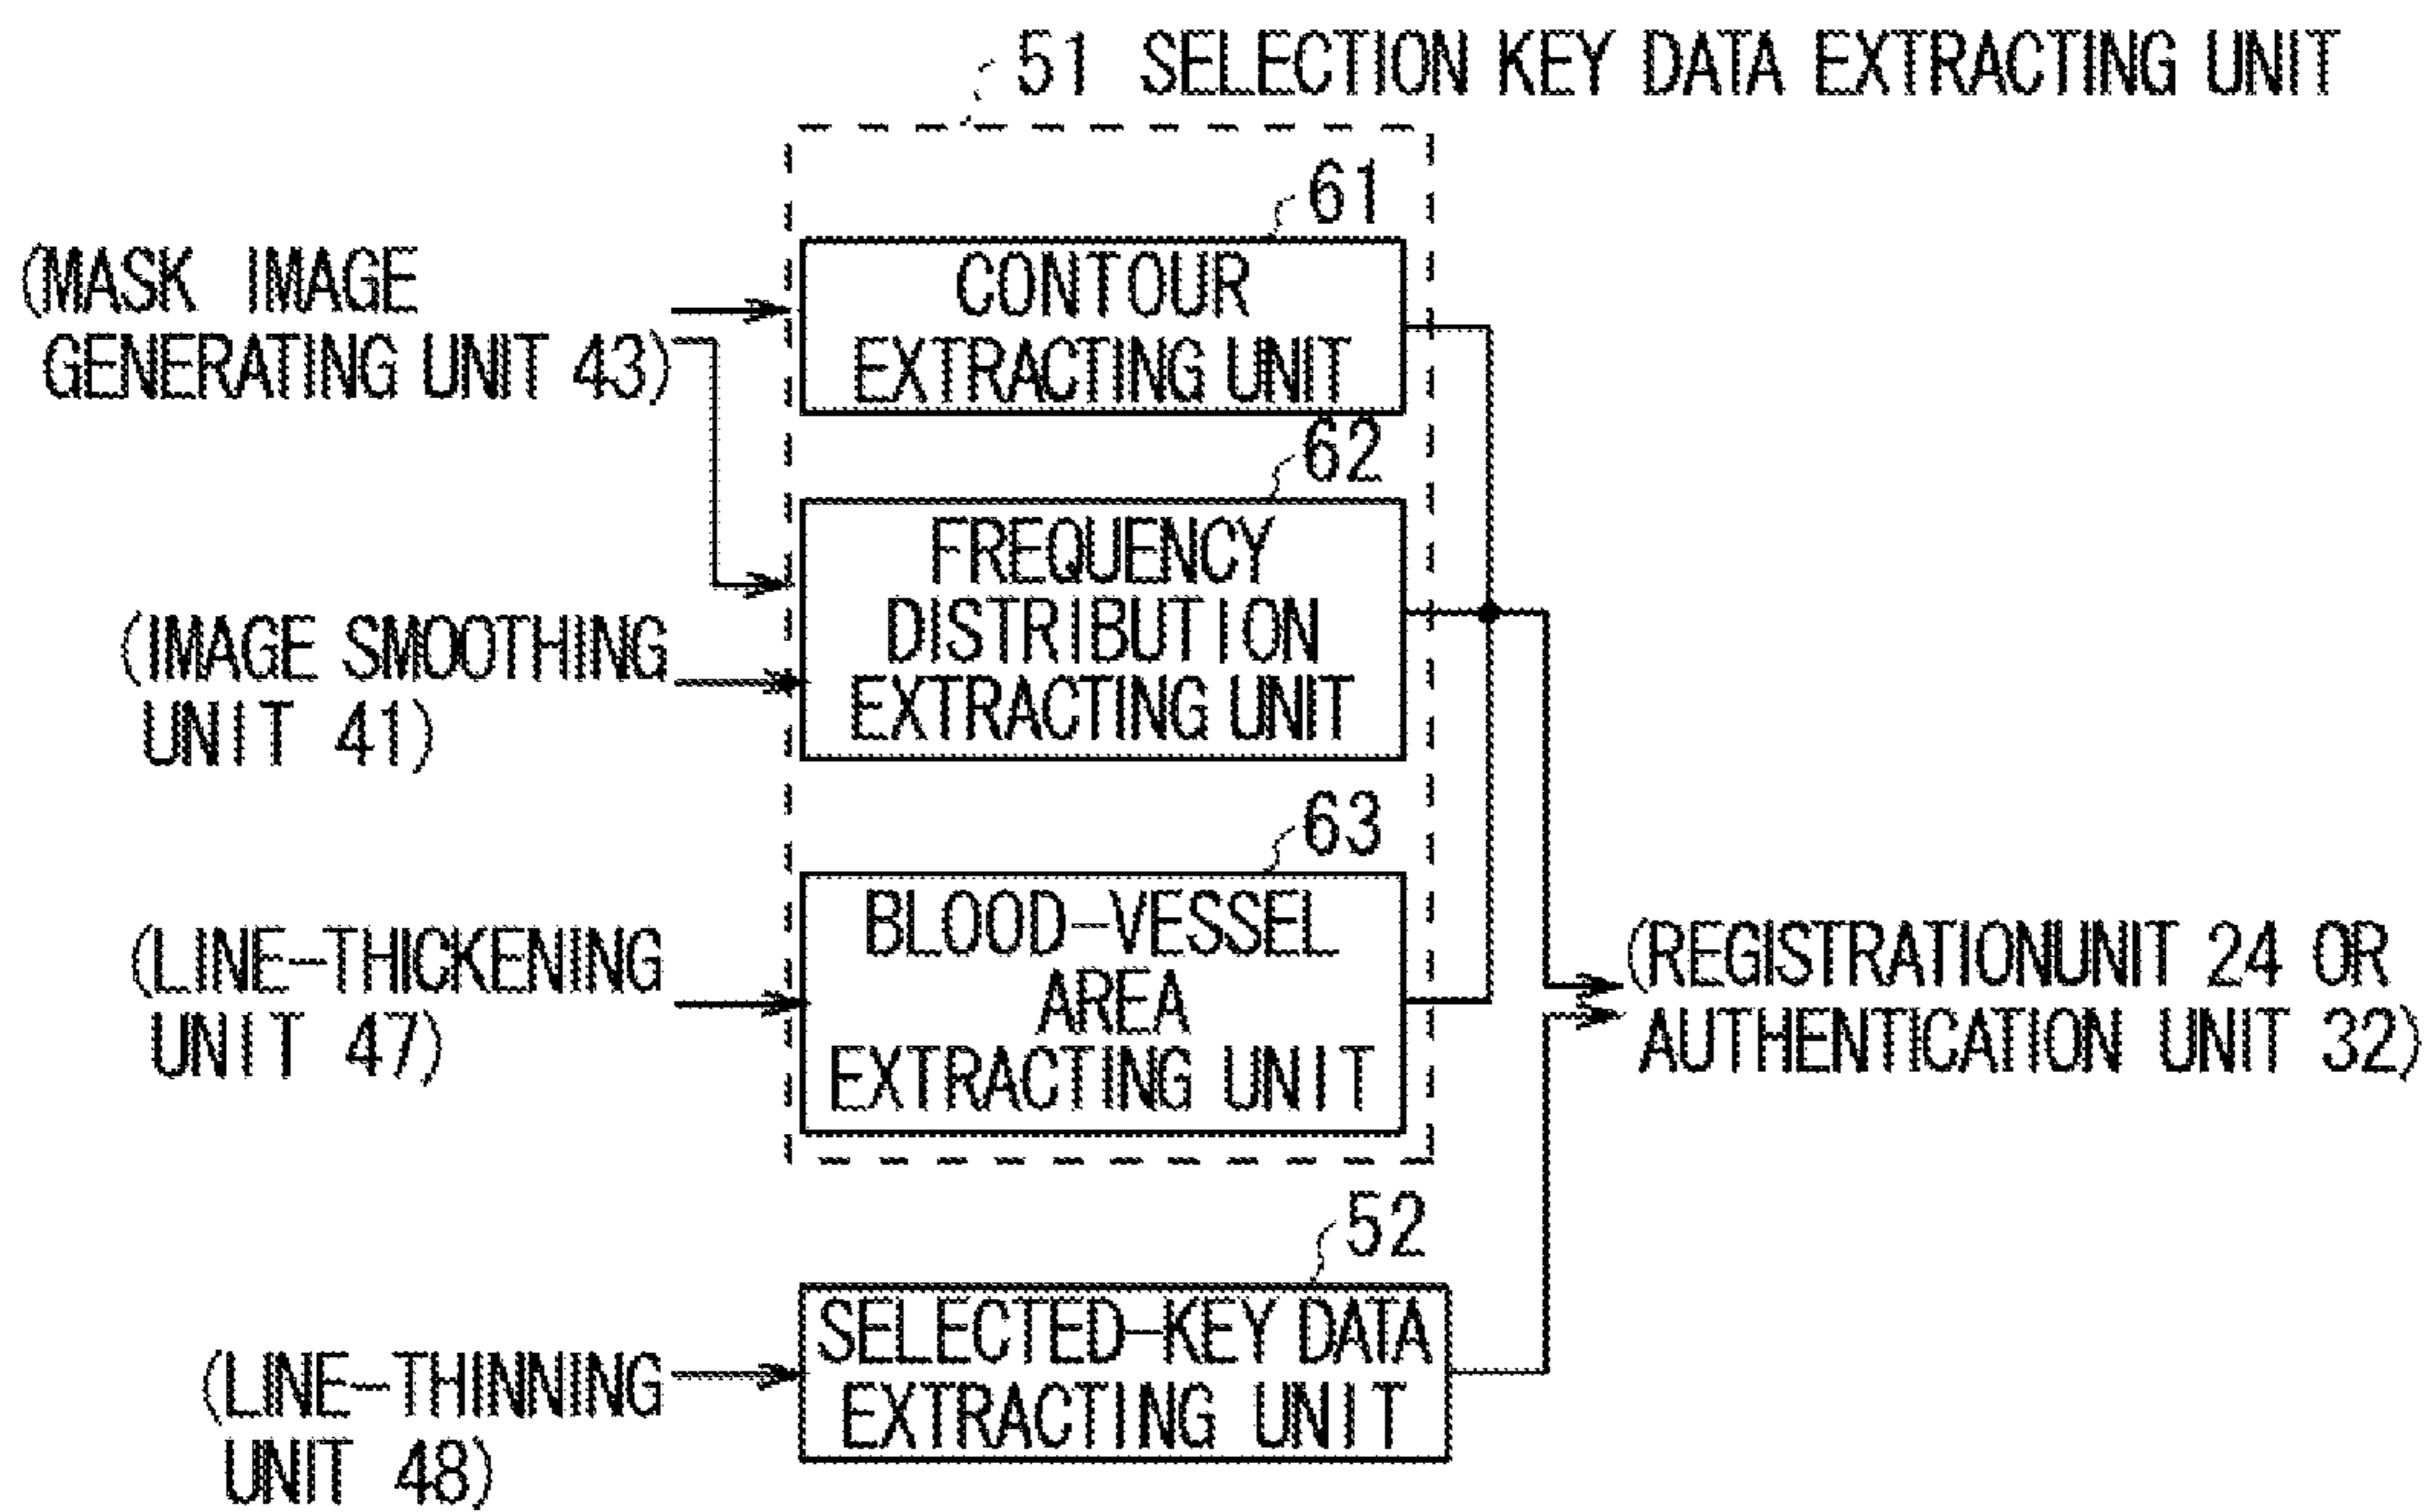 51 SELECTION KEY DATA EXTRACTING UNIT
61
(MASK IMAGE
GENERATING UNIT 43)
CONTOUR
EXTRACTING UNIT
62
FREQUENCY
DISTRIBUTION
EXTRACTING UNIT
(IMAGE SMOOTHING
UNIT 41)
63
(LINE-THICKENING
UNIT 47)
BLOOD-VESSEL
AREA
EXTRACTING UNIT
(REGISTRATIONUNIT 24 OR
AUTHENTICATION UNIT 32)
52
(LINE-THINNING
UNIT 48)
SELECTED-KEY DATA
EXTRACTING UNIT